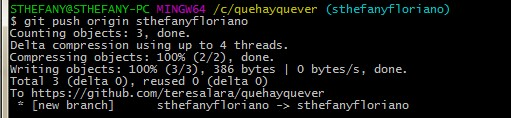 STHEFANY@STHEFANY-PC MINGW64 /c/quehayquever (sthefanyfloriano)
$ git push origin sthefanyfloriano
Counting objects: 3, done.
Delta compression using up to 4 threads.
Compressing objects: 100% (2/2), done.
Writing objects: 100% (3/3), 386 bytes | 0 bytes/s, done.
Total 3 (delta 0), reused 0 (delta 0)
To https://github.com/teresalara/quehayquever
 * [new branch]      sthefanyfloriano -> sthefanyfloriano